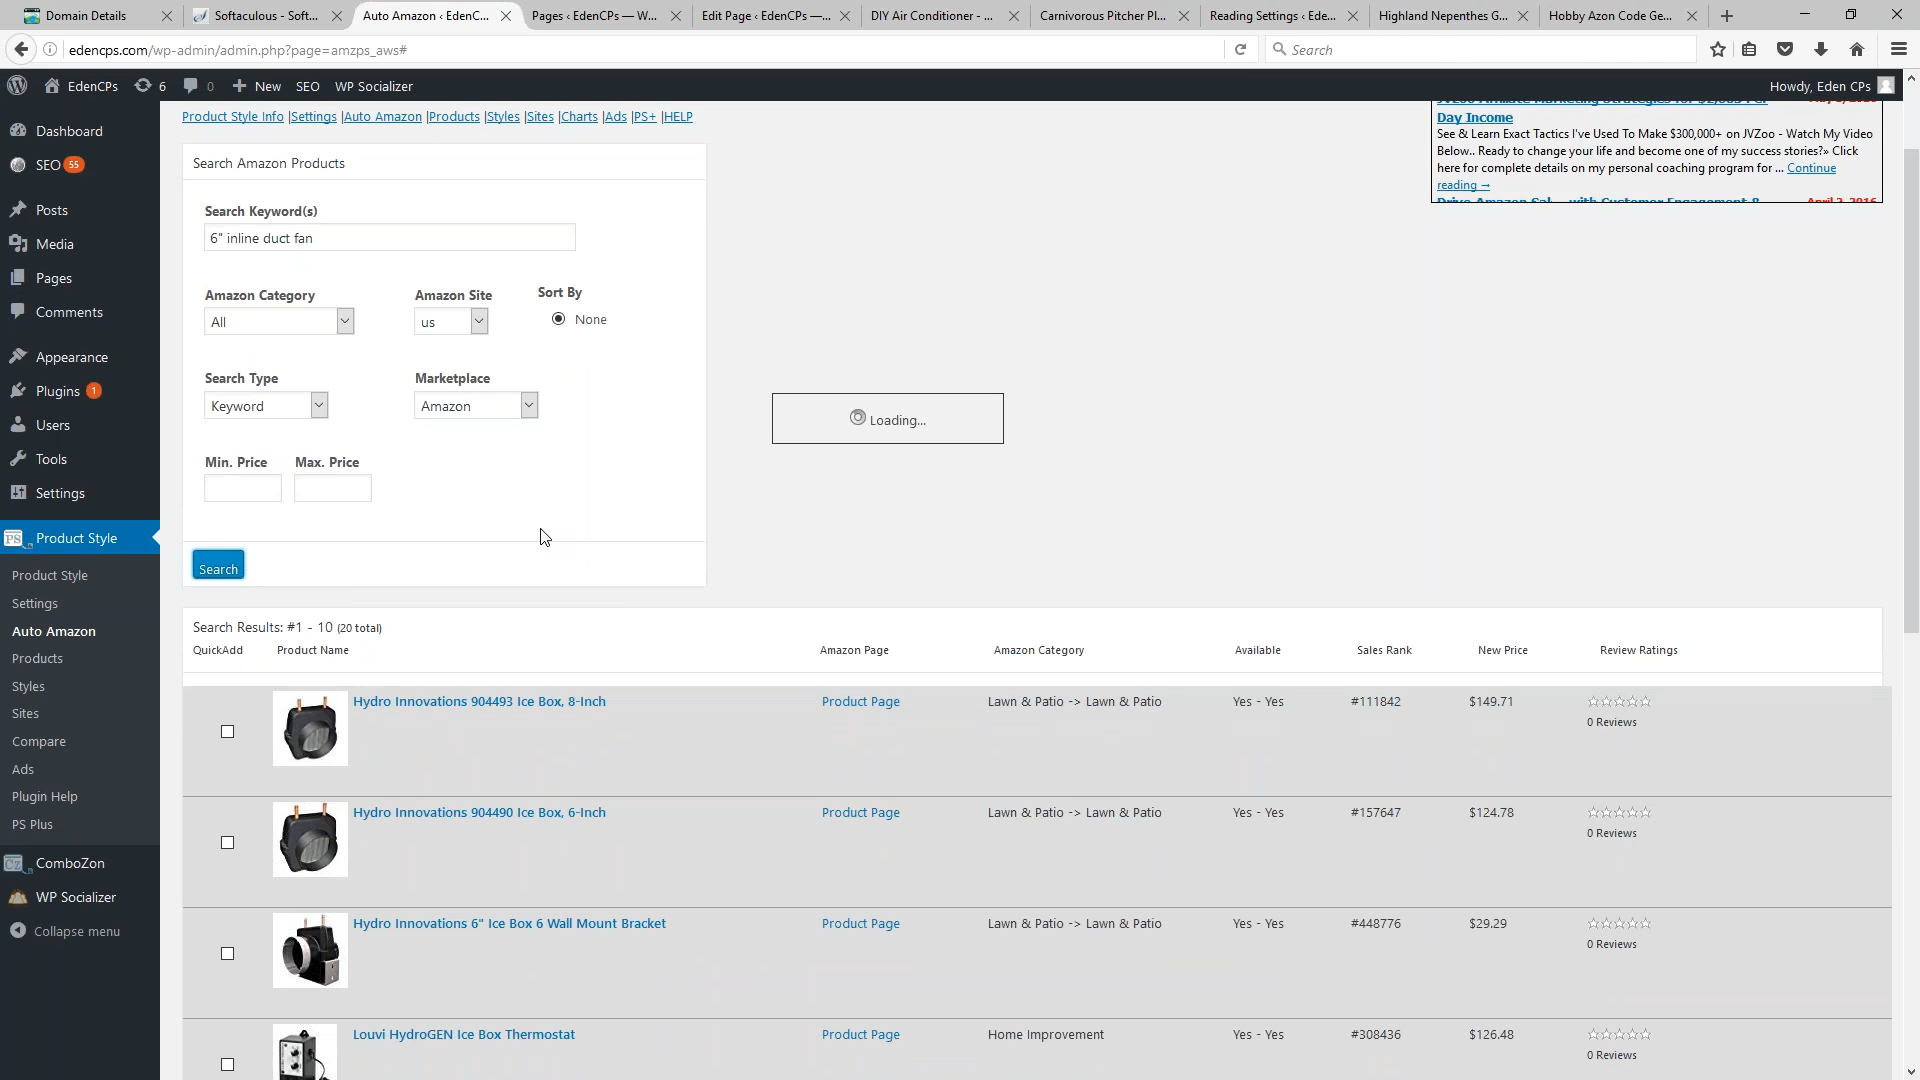 Domain Details
Softaculous - Soft...
Auto Amazon ‹ EdenC...
Pages ‹ EdenCPs — W...
Edit Page ‹ EdenCPs —...
DIY Air Conditioner - ...
Carnivorous Pitcher Pl...
Reading Settings ‹ Ede...
Highland Nepenthes G...
Hobby Azon Code Ge...
edencps.com/wp-admin/admin.php?page=amzps_aws#
Search
EdenCPs
6
0
New
SEO
WP Socializer
Howdy, Eden CPs
Dashboard
SEO 55
Posts
Media
Pages
Comments
Appearance
Plugins 1
Users
Tools
Settings
PS Product Style
Product Style
Settings
Auto Amazon
Products
Styles
Sites
Compare
Ads
Plugin Help
PS Plus
CZ ComboZon
WP Socializer
Collapse menu
Product Style Info |Settings |Auto Amazon |Products |Styles |Sites |Charts |Ads |PS+ |HELP
Day Income
See & Learn Exact Tactics I've Used To Make $300,000+ on JVZoo - Watch My Video
Below.. Ready to change your life and become one of my success stories?» Click
here for complete details on my personal coaching program for ... Continue
reading →
Search Amazon Products
Search Keyword(s)
6" inline duct fan
Amazon Category
All
Amazon Site
us
Sort By
None
Search Type
Keyword
Marketplace
Amazon
Min. Price
Max. Price
Search
Loading...
Search Results: #1 - 10 (20 total)
QuickAdd Product Name Amazon Page Amazon Category Available Sales Rank New Price Review Ratings
Hydro Innovations 904493 Ice Box, 8-Inch Product Page Lawn & Patio -> Lawn & Patio Yes - Yes #111842 $149.71
0 Reviews
Hydro Innovations 904490 Ice Box, 6-Inch Product Page Lawn & Patio -> Lawn & Patio Yes - Yes #157647 $124.78
0 Reviews
Hydro Innovations 6" Ice Box 6 Wall Mount Bracket Product Page Lawn & Patio -> Lawn & Patio Yes - Yes #448776 $29.29
0 Reviews
Louvi HydroGEN Ice Box Thermostat Product Page Home Improvement Yes - Yes #308436 $126.48
0 Reviews